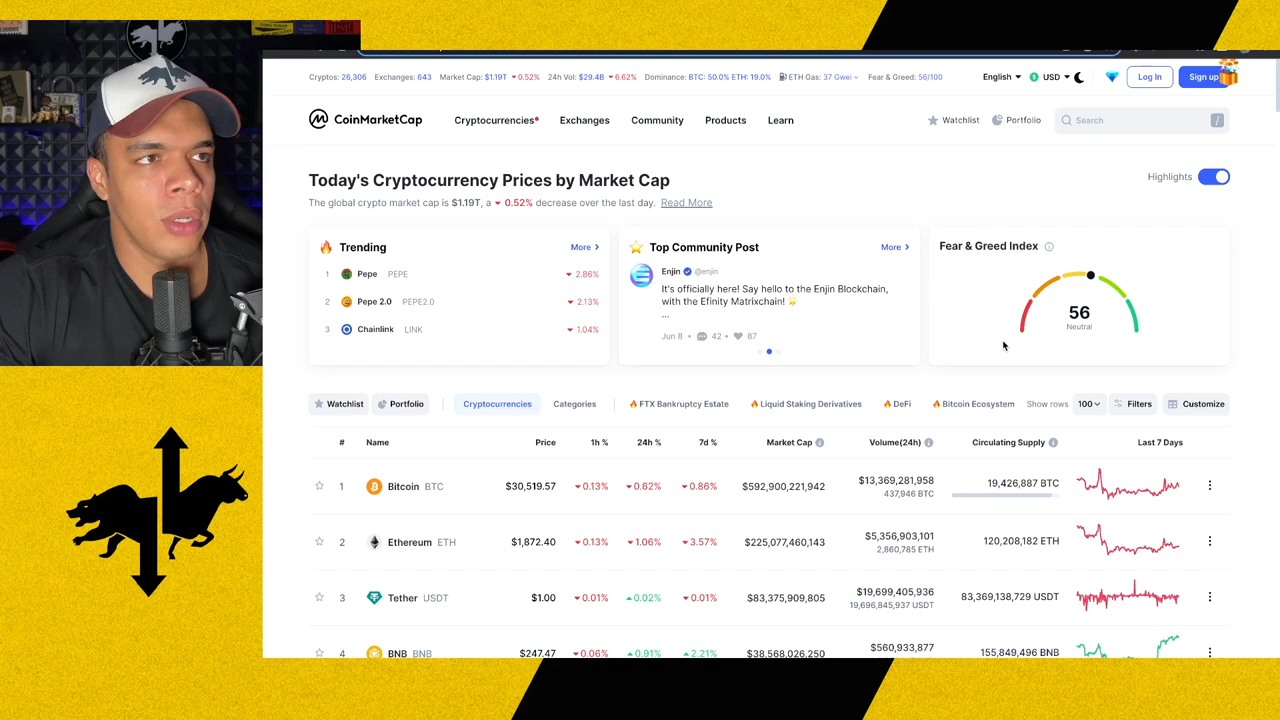 Cryptos: 26,306 Exchanges: 643 Market Cap: $1.19T 0.52% 24h Vol: $29.4B 6.62% Dominance: BTC: 50.0% ETH: 19.0% ETH Gas: 37 Gwei Fear & Greed: 56/100 English USD Log In Sign up
CoinMarketCap Cryptocurrencies Exchanges Community Products Learn Watchlist Portfolio Search /
Today's Cryptocurrency Prices by Market Cap Highlights
The global crypto market cap is $1.19T, a 0.52% decrease over the last day. Read More
Trending More
1 Pepe PEPE 2.86%
2 Pepe 2.0 PEPE2.0 2.13%
3 Chainlink LINK 1.04%
Top Community Post More
Enjin @enjin
It's officially here! Say hello to the Enjin Blockchain,
with the Efinity Matrixchain!
...
Jun 8 • 42 • 87
Fear & Greed Index
56
Neutral
Watchlist Portfolio Cryptocurrencies Categories FTX Bankruptcy Estate Liquid Staking Derivatives DeFi Bitcoin Ecosystem Show rows 100 Filters Customize
# Name Price 1h % 24h % 7d % Market Cap Volume(24h) Circulating Supply Last 7 Days
1 Bitcoin BTC $30,519.57 0.13% 0.62% 0.86% $592,900,221,942 $13,369,281,958 19,426,887 BTC
437,946 BTC
2 Ethereum ETH $1,872.40 0.13% 1.06% 3.57% $225,077,460,143 $5,356,903,101 120,208,182 ETH
2,860,785 ETH
3 Tether USDT $1.00 0.01% 0.02% 0.01% $83,375,909,805 $19,699,405,936 83,369,138,729 USDT
19,696,845,937 USDT
4 BNB BNB $247.47 0.06% 0.91% 2.21% $38,568,026,250 $560,933,877 155,849,496 BNB